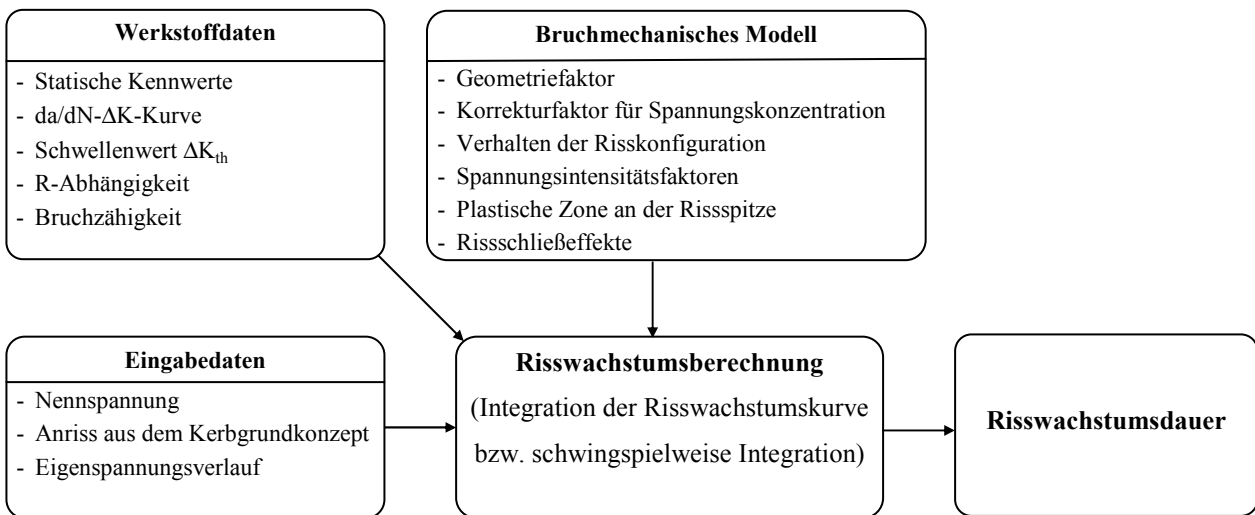 Werkstoffdaten
- Statische Kennwerte
- da/dN-ΔK-Kurve
- Schwellenwert ΔK_th
- R-Abhängigkeit
- Bruchzähigkeit
Bruchmechanisches Modell
- Geometriefaktor
- Korrekturfaktor für Spannungskonzentration
- Verhalten der Risskonfiguration
- Spannungsintensitätsfaktoren
- Plastische Zone an der Rissspitze
- Rissschließeffekte
Eingabedaten
- Nennspannung
- Anriss aus dem Kerbgrundkonzept
- Eigenspannungsverlauf
Risswachstumsberechnung
(Integration der Risswachstumskurve
bzw. schwingspielweise Integration)
Risswachstumsdauer